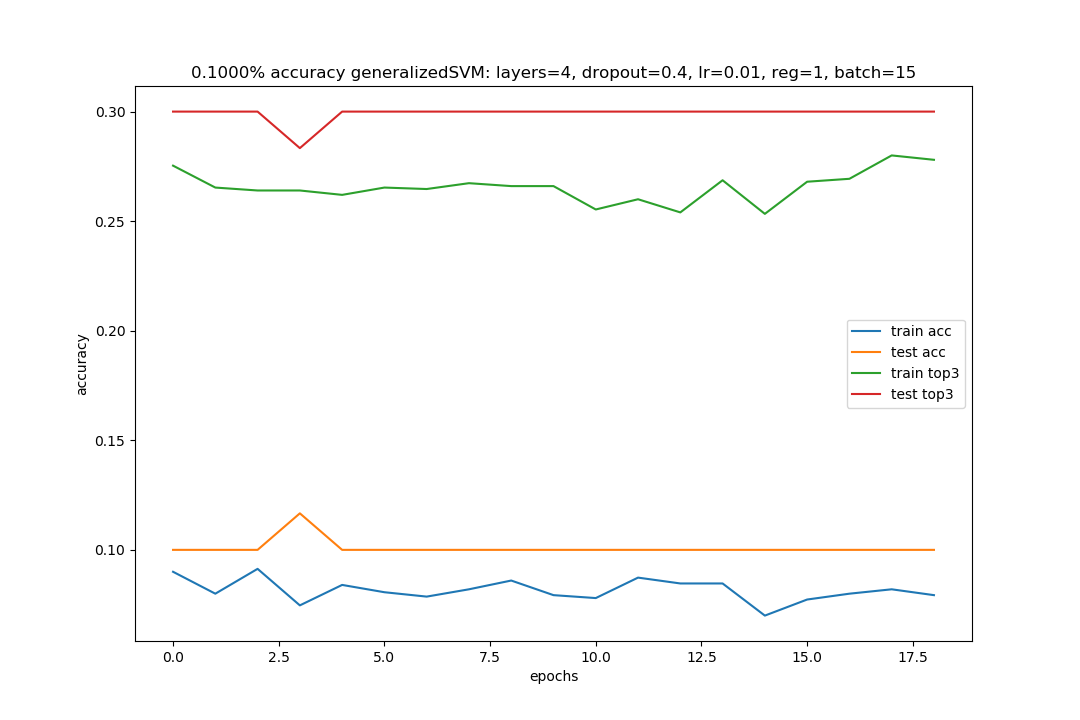 0.1000% accuracy generalizedSVM: layers=4, dropout=0.4, lr=0.01, reg=1, batch=15
0.30
0.25
0.20
0.15
0.10
accuracy
train acc
test acc
train top3
test top3
0.0 2.5 5.0 7.5 10.0 12.5 15.0 17.5
epochs